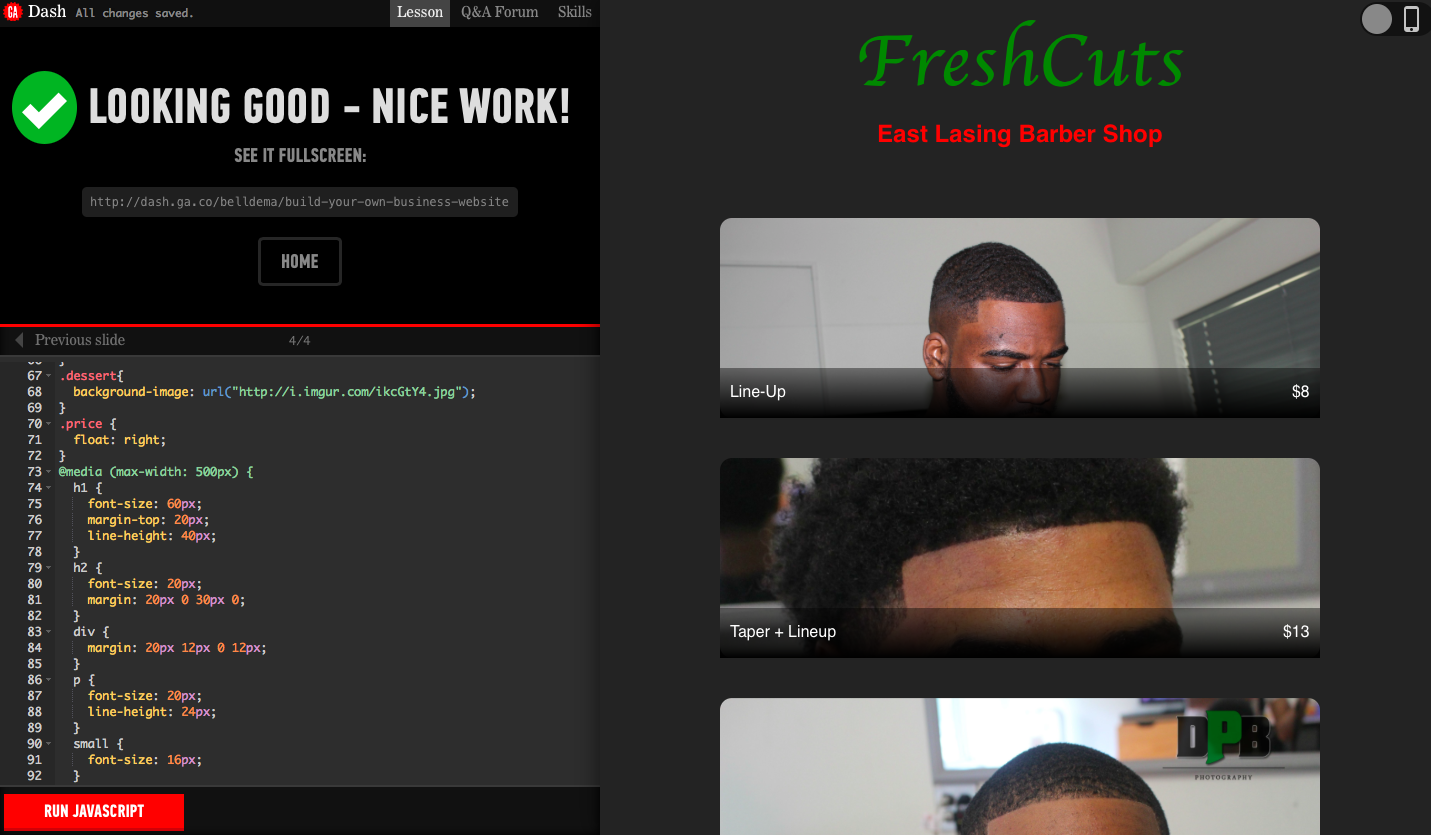 GA Dash All changes saved. Lesson Q&A Forum Skills
LOOKING GOOD - NICE WORK!
SEE IT FULLSCREEN:
http://dash.ga.co/belldema/build-your-own-business-website
HOME
Previous slide 4/4
67 .dessert{
68 background-image: url("http://i.imgur.com/ikcGtY4.jpg");
69 }
70 .price {
71 float: right;
72 }
73 @media (max-width: 500px) {
74 h1 {
75 font-size: 60px;
76 margin-top: 20px;
77 line-height: 40px;
78 }
79 h2 {
80 font-size: 20px;
81 margin: 20px 0 30px 0;
82 }
83 div {
84 margin: 20px 12px 0 12px;
85 }
86 p {
87 font-size: 20px;
88 line-height: 24px;
89 }
90 small {
91 font-size: 16px;
92 }
RUN JAVASCRIPT
FreshCuts
East Lasing Barber Shop
Line-Up $8
Taper + Lineup $13
DPB
PHOTOGRAPHY